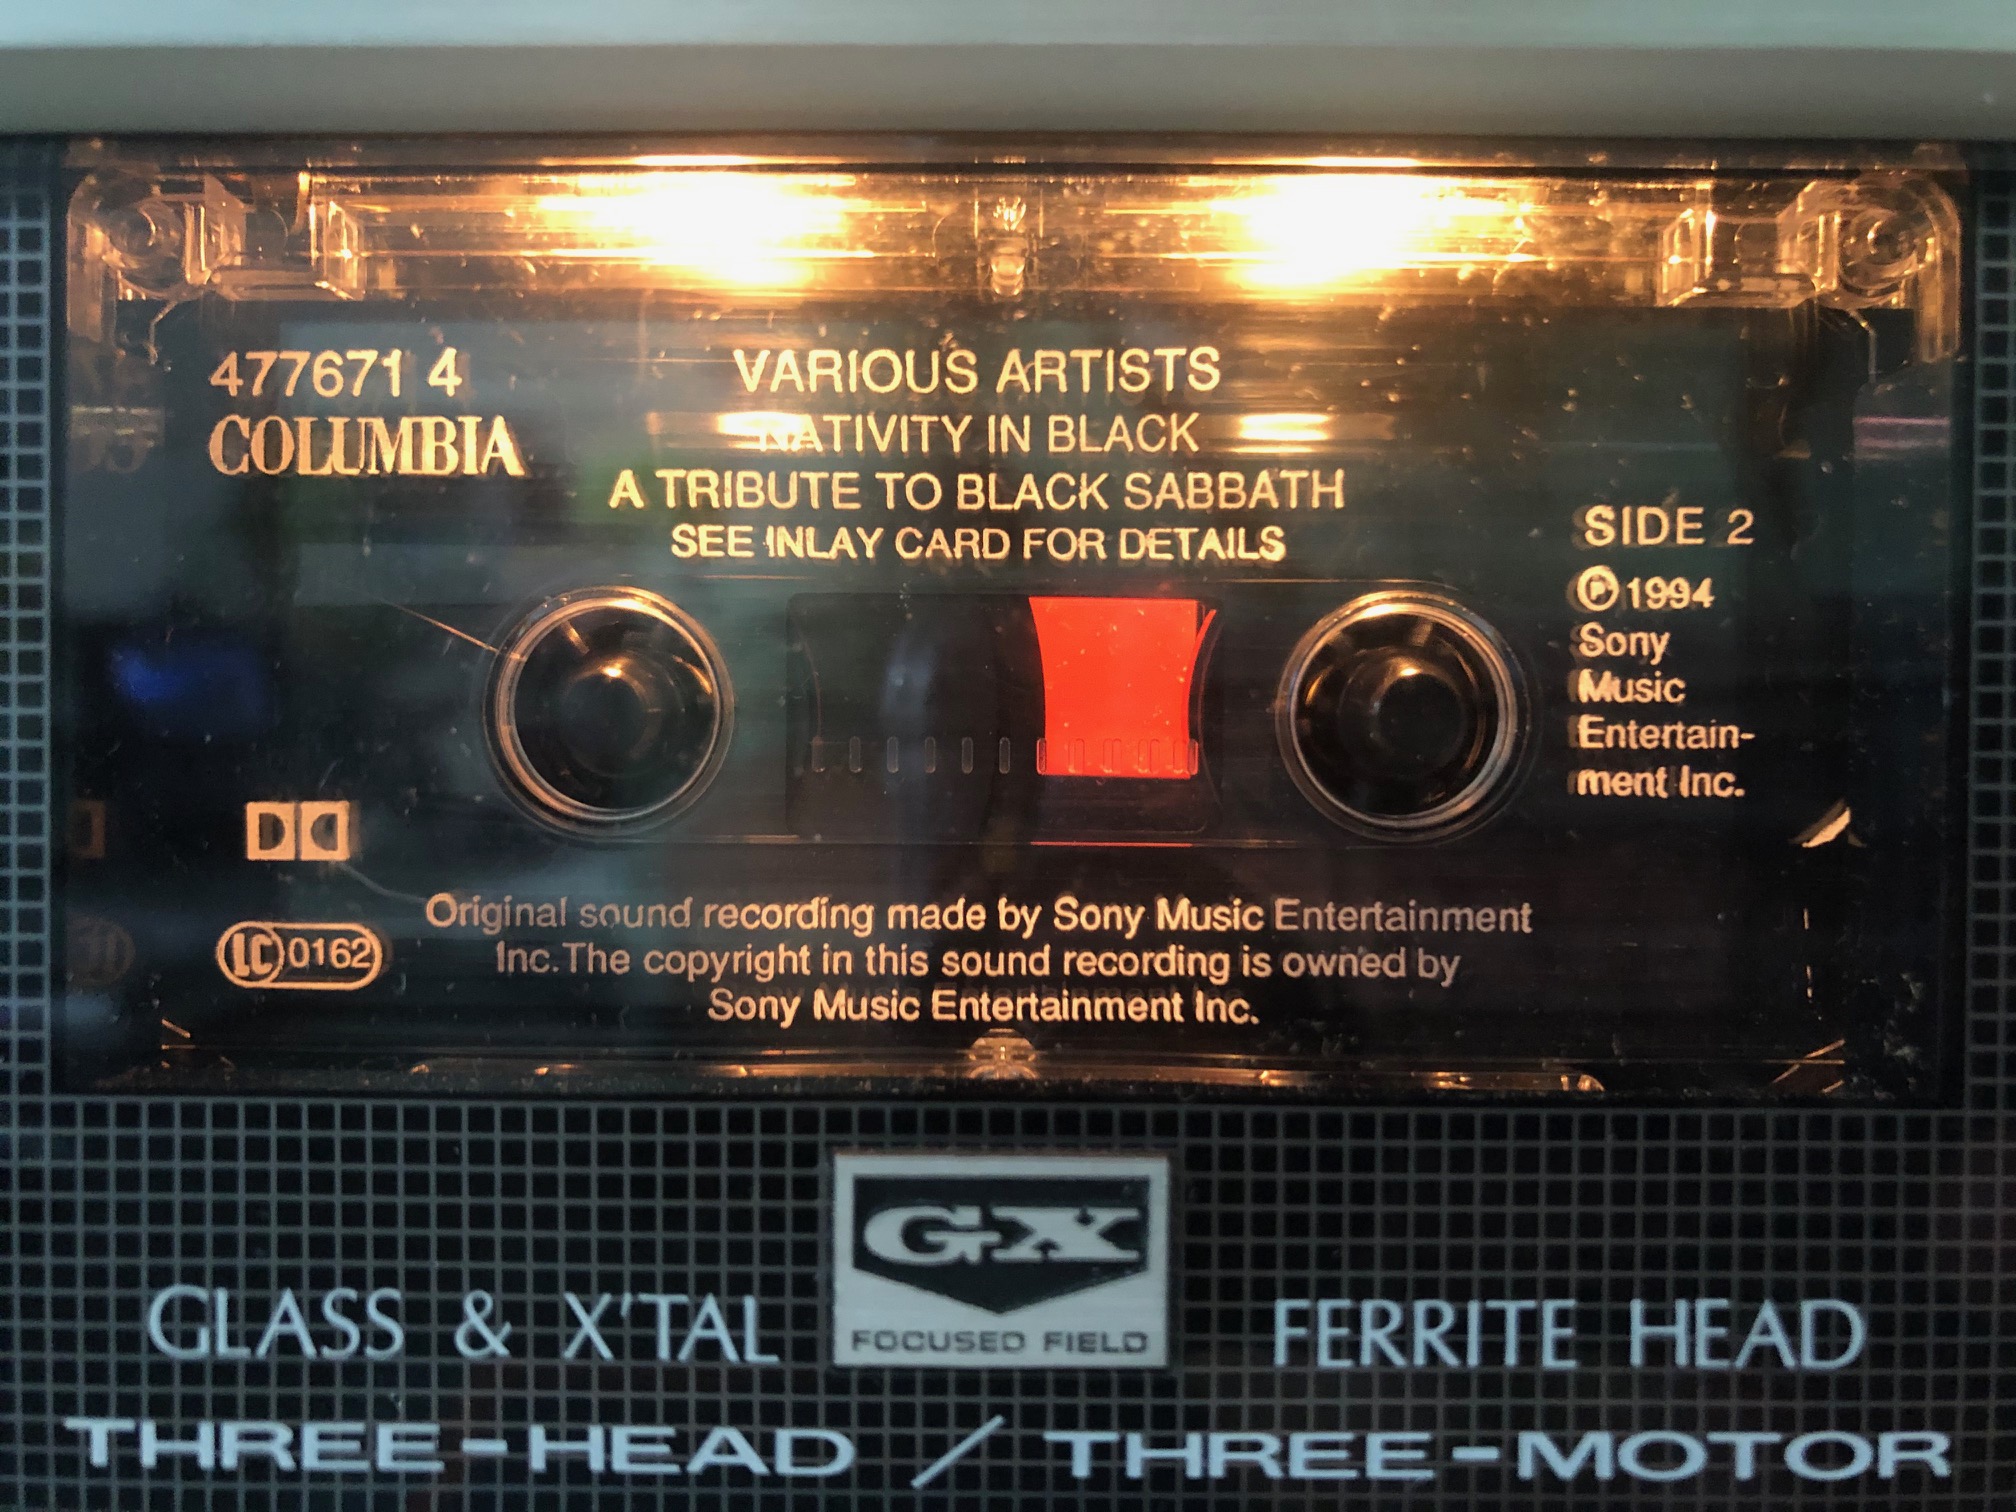 477671 4
COLUMBIA
VARIOUS ARTISTS
NATIVITY IN BLACK
A TRIBUTE TO BLACK SABBATH
SEE INLAY CARD FOR DETAILS
SIDE 2
℗ 1994
Sony
Music
Entertain-
ment Inc.
LC 0162
Original sound recording made by Sony Music Entertainment
Inc. The copyright in this sound recording is owned by
Sony Music Entertainment Inc.
GX
FOCUSED FIELD
GLASS & X'TAL FERRITE HEAD
THREE-HEAD / THREE-MOTOR